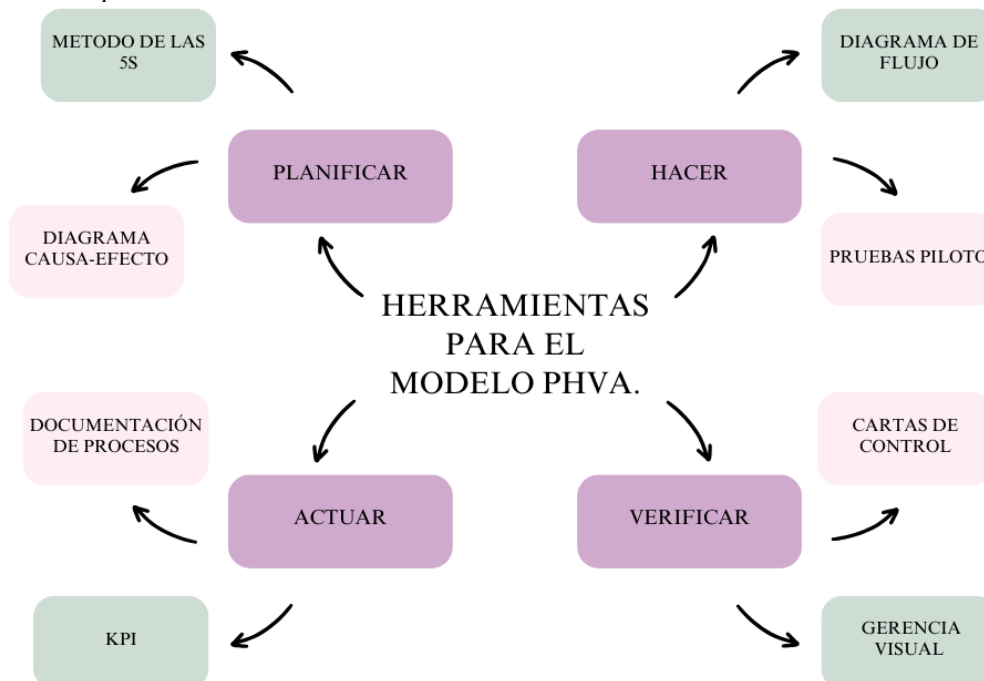 METODO DE LAS
5S
DIAGRAMA DE
FLUJO
PLANIFICAR
HACER
DIAGRAMA
CAUSA-EFECTO
PRUEBAS PILOTO
HERRAMIENTAS
PARA EL
MODELO PHVA.
DOCUMENTACIÓN
DE PROCESOS
CARTAS DE
CONTROL
ACTUAR
VERIFICAR
KPI
GERENCIA
VISUAL